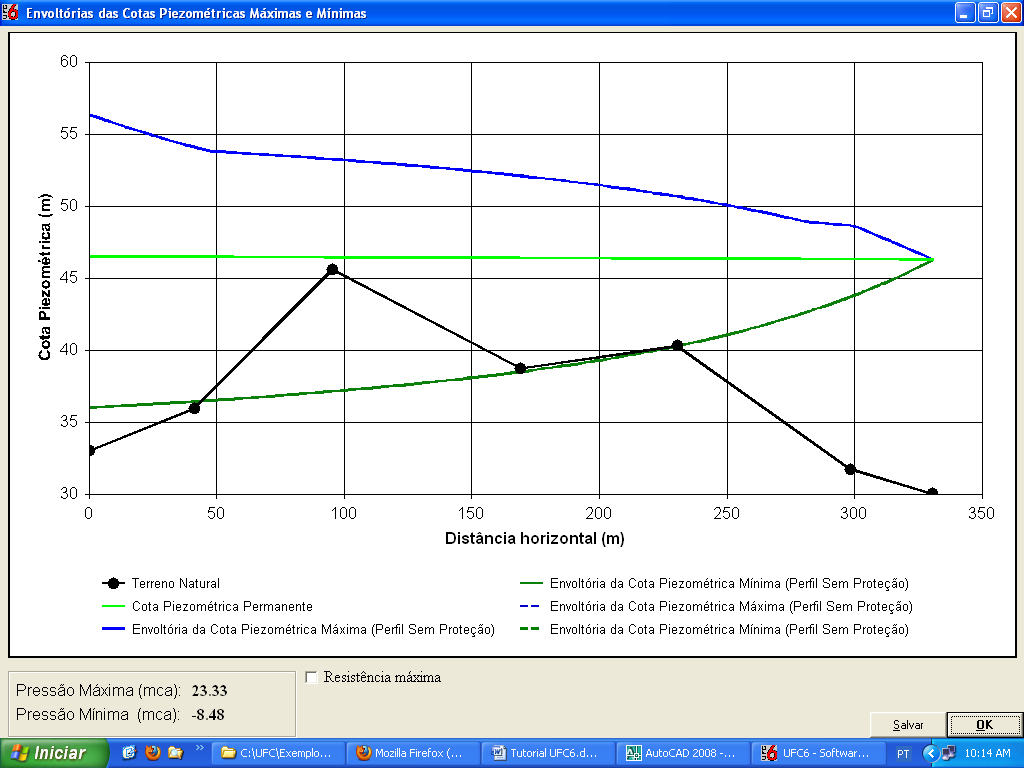 Envoltórias das Cotas Piezométricas Máximas e Mínimas
60
55
50
45
40
35
30
Cota Piezométrica (m)
0 50 100 150 200 250 300 350
Distância horizontal (m)
Terreno Natural
Cota Piezométrica Permanente
Envoltória da Cota Piezométrica Máxima (Perfil Sem Proteção)
Envoltória da Cota Piezométrica Mínima (Perfil Sem Proteção)
Envoltória da Cota Piezométrica Máxima (Perfil Sem Proteção)
Envoltória da Cota Piezométrica Mínima (Perfil Sem Proteção)
Pressão Máxima (mca): 23.33
Pressão Mínima (mca): -8.48
Resistência máxima
Salvar
OK
Iniciar
C:\UFC\Exemplo...
Mozilla Firefox (...
Tutorial UFC6.d...
AutoCAD 2008 -...
UFC6 - Softwar...
PT
10:14 AM